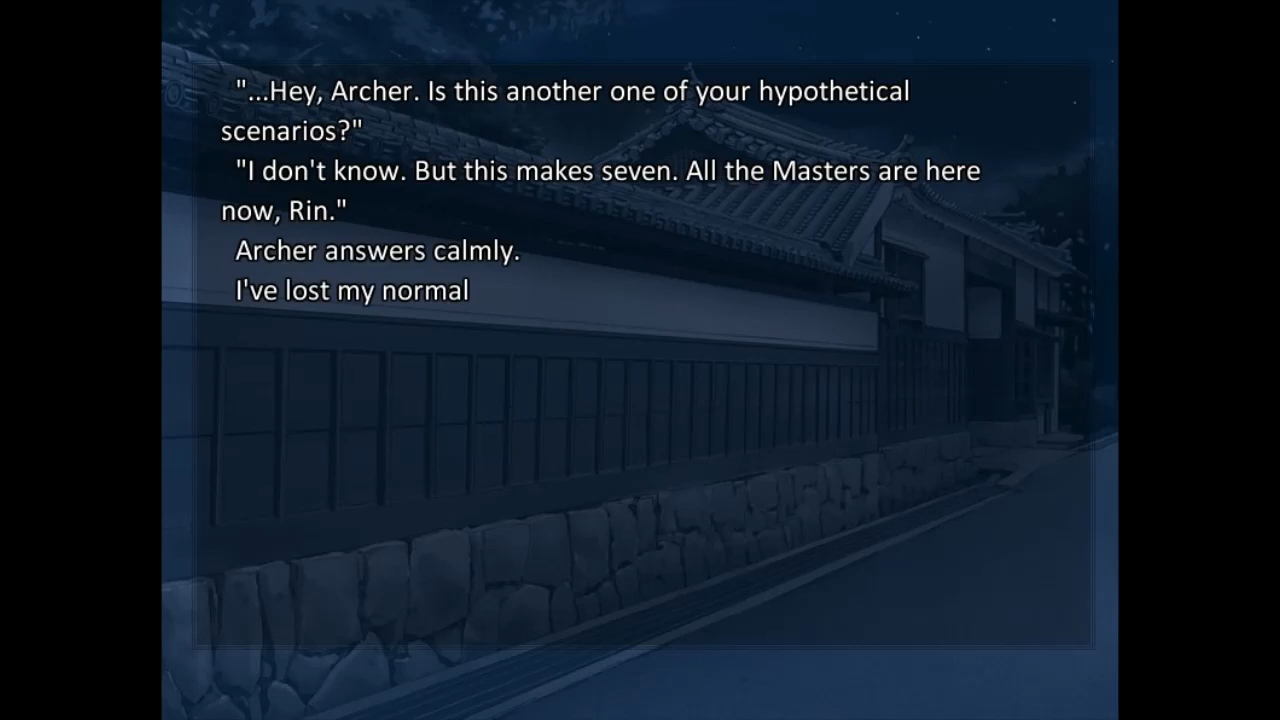 "...Hey, Archer. Is this another one of your hypothetical
scenarios?"
"I don't know. But this makes seven. All the Masters are here
now, Rin."
Archer answers calmly.
I've lost my normal